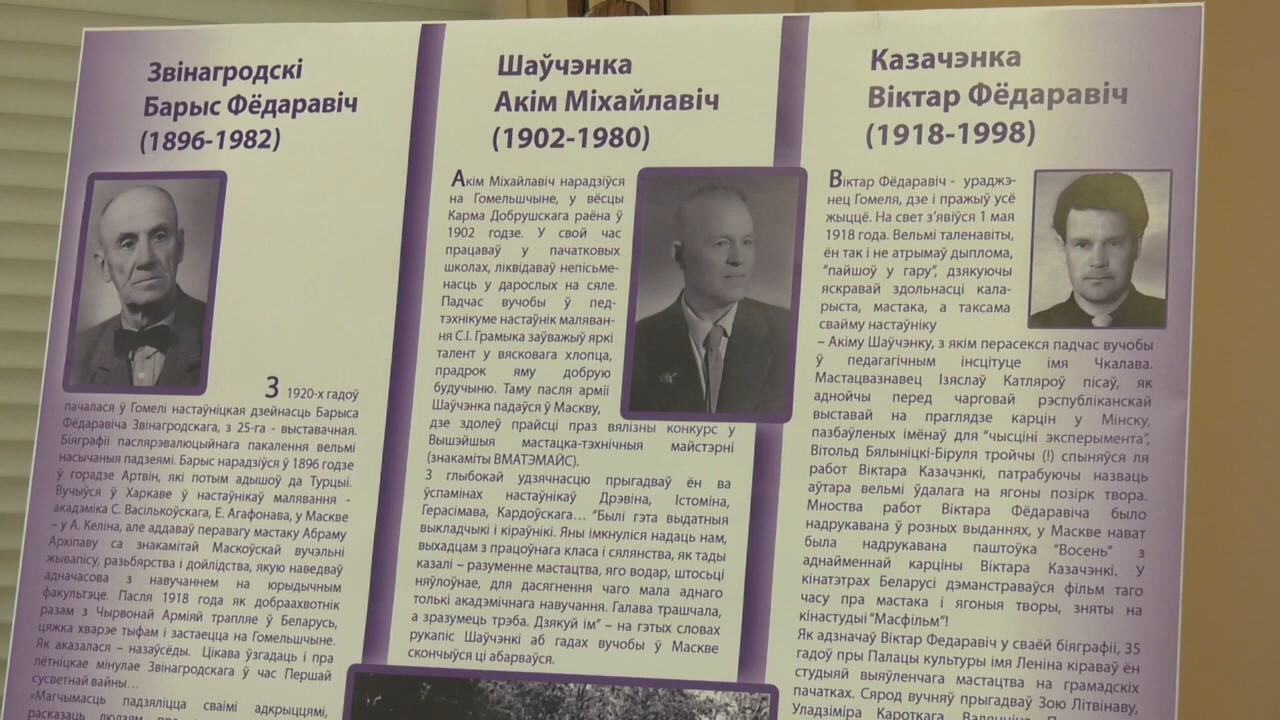 Звінагродскі
Барыс Фёдаравіч
(1896-1982)
З 1920-х гадоў
пачалася ў Гомелі настаўніцкая дзейнасць Барыса
Фёдаравіча Звінагродскага, з 25-га - выставачная.
Біяграфіі паслярэвалюцыйнага пакалення вельмі
насычаныя падзеямі. Барыс нарадзіўся ў 1896 годзе
ў горадзе Артвін, які потым адышоў да Турцыі.
Вучыўся ў Харкаве ў настаўнікаў малявання -
акадэміка С. Васількоўскага, Е. Агафонава, у Маскве
– у А. Келіна, але аддаваў перавагу мастаку Абраму
Архіпаву са знакамітай Маскоўскай вучэльні
жывапісу, разьбярства і дойлідства, якую наведваў
адначасова з навучаннем на юрыдычным
факультэце. Пасля 1918 года як добраахвотнік
разам з Чырвонай Арміяй трапляе ў Беларусь,
цяжка хварэе тыфам і застаецца на Гомельшчыне.
Як аказалася – назаўсёды. Цікава ўзгадаць і пра
лётніцкае мінулае Звінагродскага ў час Першай
сусветнай вайны…
«Магчымасць падзяліцца сваімі адкрыццямі,
расказаць людзям
Шаўчэнка
Акім Міхайлавіч
(1902-1980)
Акім Міхайлавіч нарадзіўся
на Гомельшчыне, у вёсцы
Карма Добрушскага раёна ў
1902 годзе. У свой час
працаваў у пачатковых
школах, ліквідаваў непісьме-
насць у дарослых на сяле.
Падчас вучобы ў пед-
тэхнікуме настаўнік маляван-
ня С.І. Грамыка заўважыў яркі
талент у вясковага хлопца,
прадрок яму добрую
будучыню. Таму пасля арміі
Шаўчэнка падаўся ў Маскву,
дзе здолеў прайсці праз вялізны конкурс у
Вышэйшыя мастацка-тэхнічныя майстэрні
(знакаміты ВМАТЭМАЙС).
З глыбокай удзячнасцю прыгадваў ён ва
ўспамінах настаўнікаў Дрэвіна, Істоміна,
Герасімава, Кардоўскага… “Былі гэта выдатныя
выкладчыкі і кіраўнікі. Яны імкнуліся надаць нам,
выхадцам з працоўнага класа і сялянства, як тады
казалі – разуменне мастацтва, яго водар, штосьці
няўлоўнае, для дасягнення чаго мала аднаго
толькі акадэмічнага навучання. Галава трашчала,
а зразумець трэба. Дзякуй ім” – на гэтых словах
рукапіс Шаўчэнкі аб гадах вучобы ў Маскве
скончыўся ці абарваўся.
Казачэнка
Віктар Фёдаравіч
(1918-1998)
Віктар Фёдаравіч - ураджэ-
нец Гомеля, дзе і пражыў усё
жыццё. На свет з’явіўся 1 мая
1918 года. Вельмі таленавіты,
ён так і не атрымаў дыплома,
“пайшоў у гару”, дзякуючы
яскравай здольнасці кала-
рыста, мастака, а таксама
свайму настаўніку
– Акіму Шаўчэнку, з якім перасекся падчас вучобы
ў педагагічным інсцітуце імя Чкалава.
Мастацвазнавец Ізяслаў Катляроў пісаў, як
аднойчы перад чарговай рэспубліканскай
выставай на праглядзе карцін у Мінску,
пазбаўленых імёнаў для “чысціні эксперымента”,
Вітольд Бялыніцкі-Біруля тройчы (!) спыняўся ля
работ Віктара Казачэнкі, патрабуючы назваць
аўтара вельмі ўдалага на ягоны позірк твора.
Мноства работ Віктара Фёдаравіча было
надрукавана ў розных выданнях, у Маскве нават
была надрукавана паштоўка “Восень” з
аднайменнай карціны Віктара Казачэнкі. У
кінатэтрах Беларусі дэманстраваўся фільм таго
часу пра мастака і ягоныя творы, зняты на
кінастудыі “Масфільм”!
Як адзначаў Віктар Федаравіч у сваёй біяграфіі, 35
гадоў пры Палацы культуры імя Леніна кіраваў ён
студыяй выяўленчага мастацтва на грамадскіх
пачатках. Сярод вучняў прыгадваў Зою Літвінаву,
Уладзіміра Кароткага,